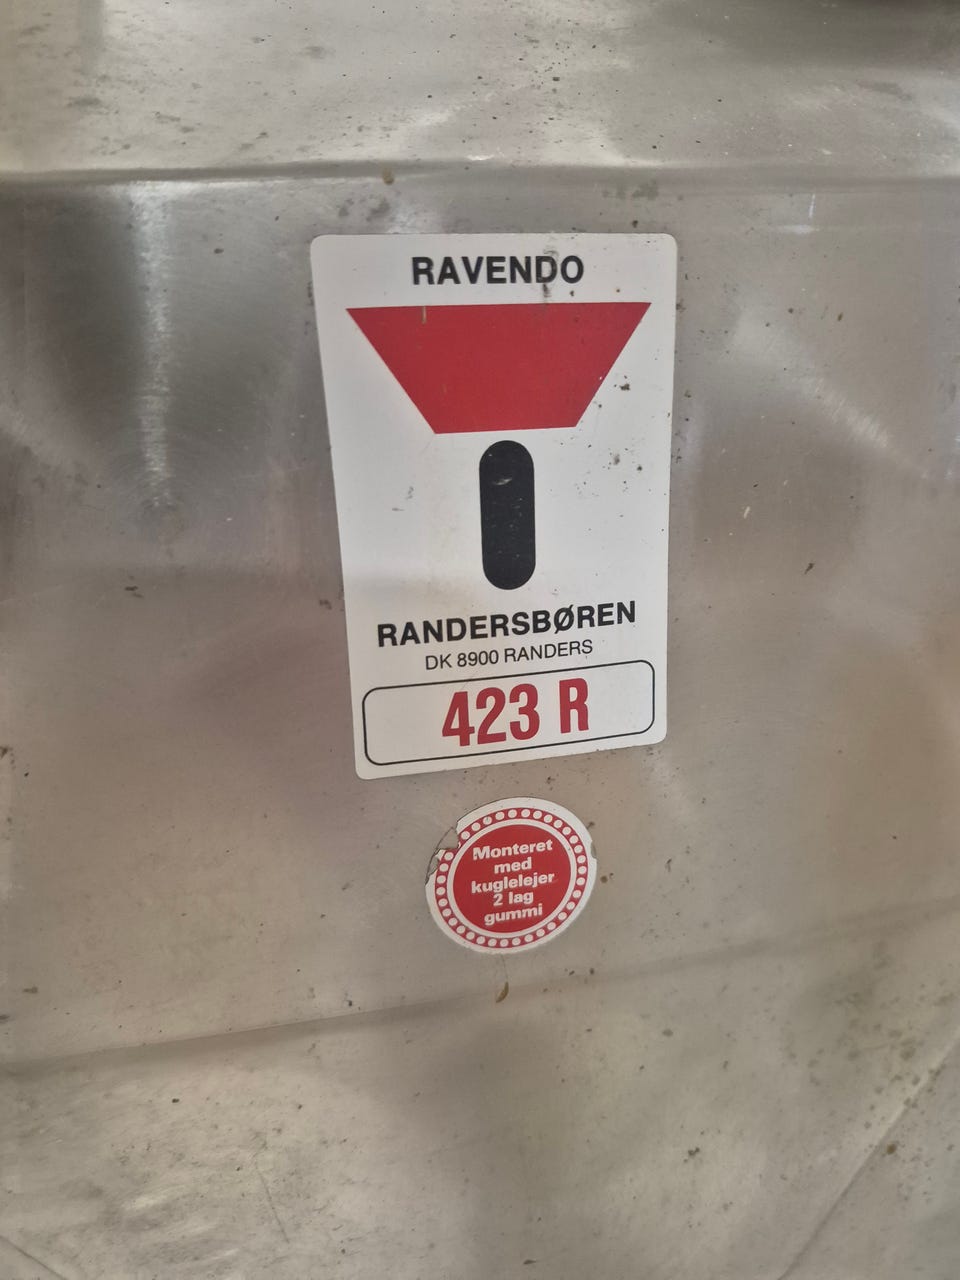 RAVENDO
RANDERSBØREN
DK 8900 RANDERS
423 R
Monteret
med
kuglelejer
2 lag
gummi